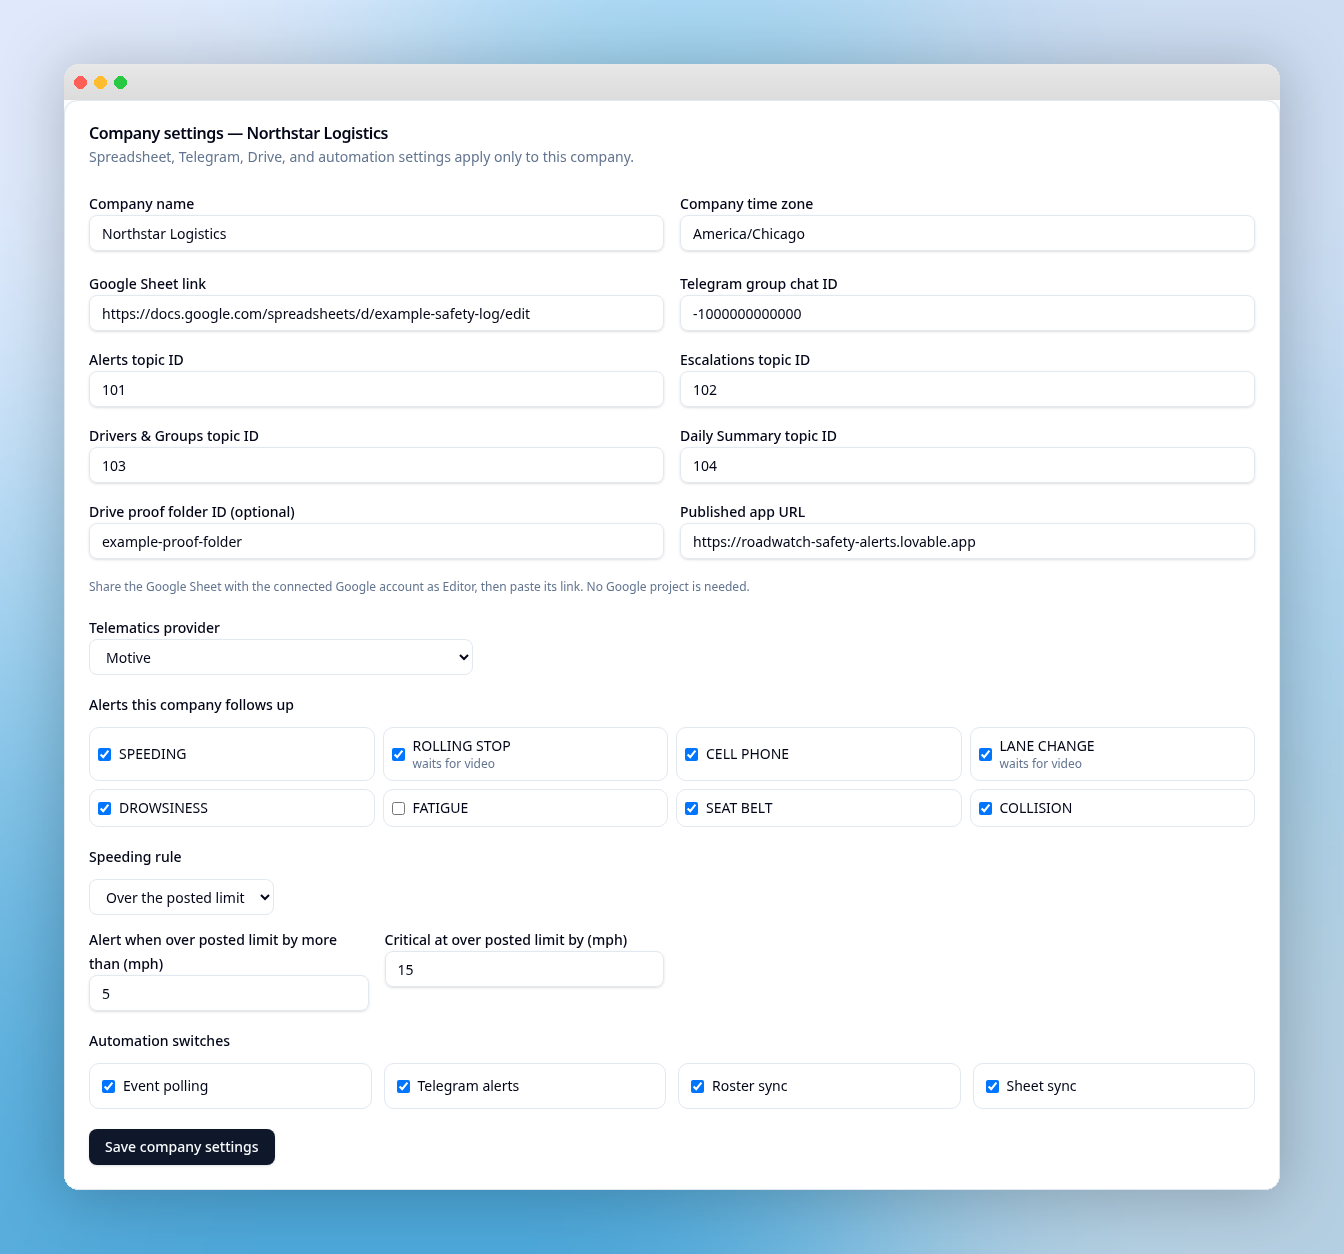 Company settings — Northstar Logistics
Spreadsheet, Telegram, Drive, and automation settings apply only to this company.
Company name
Company time zone
Northstar Logistics
America/Chicago
Google Sheet link
Telegram group chat ID
https://docs.google.com/spreadsheets/d/example-safety-log/edit
-1000000000000
Alerts topic ID
Escalations topic ID
101
102
Drivers & Groups topic ID
Daily Summary topic ID
103
104
Drive proof folder ID (optional)
Published app URL
example-proof-folder
https://roadwatch-safety-alerts.lovable.app
Share the Google Sheet with the connected Google account as Editor, then paste its link. No Google project is needed.
Telematics provider
Motive
Alerts this company follows up
SPEEDING
ROLLING STOP
waits for video
CELL PHONE
LANE CHANGE
waits for video
DROWSINESS
FATIGUE
SEAT BELT
COLLISION
Speeding rule
Over the posted limit
Alert when over posted limit by more
than (mph)
5
Critical at over posted limit by (mph)
15
Automation switches
Event polling
Telegram alerts
Roster sync
Sheet sync
Save company settings